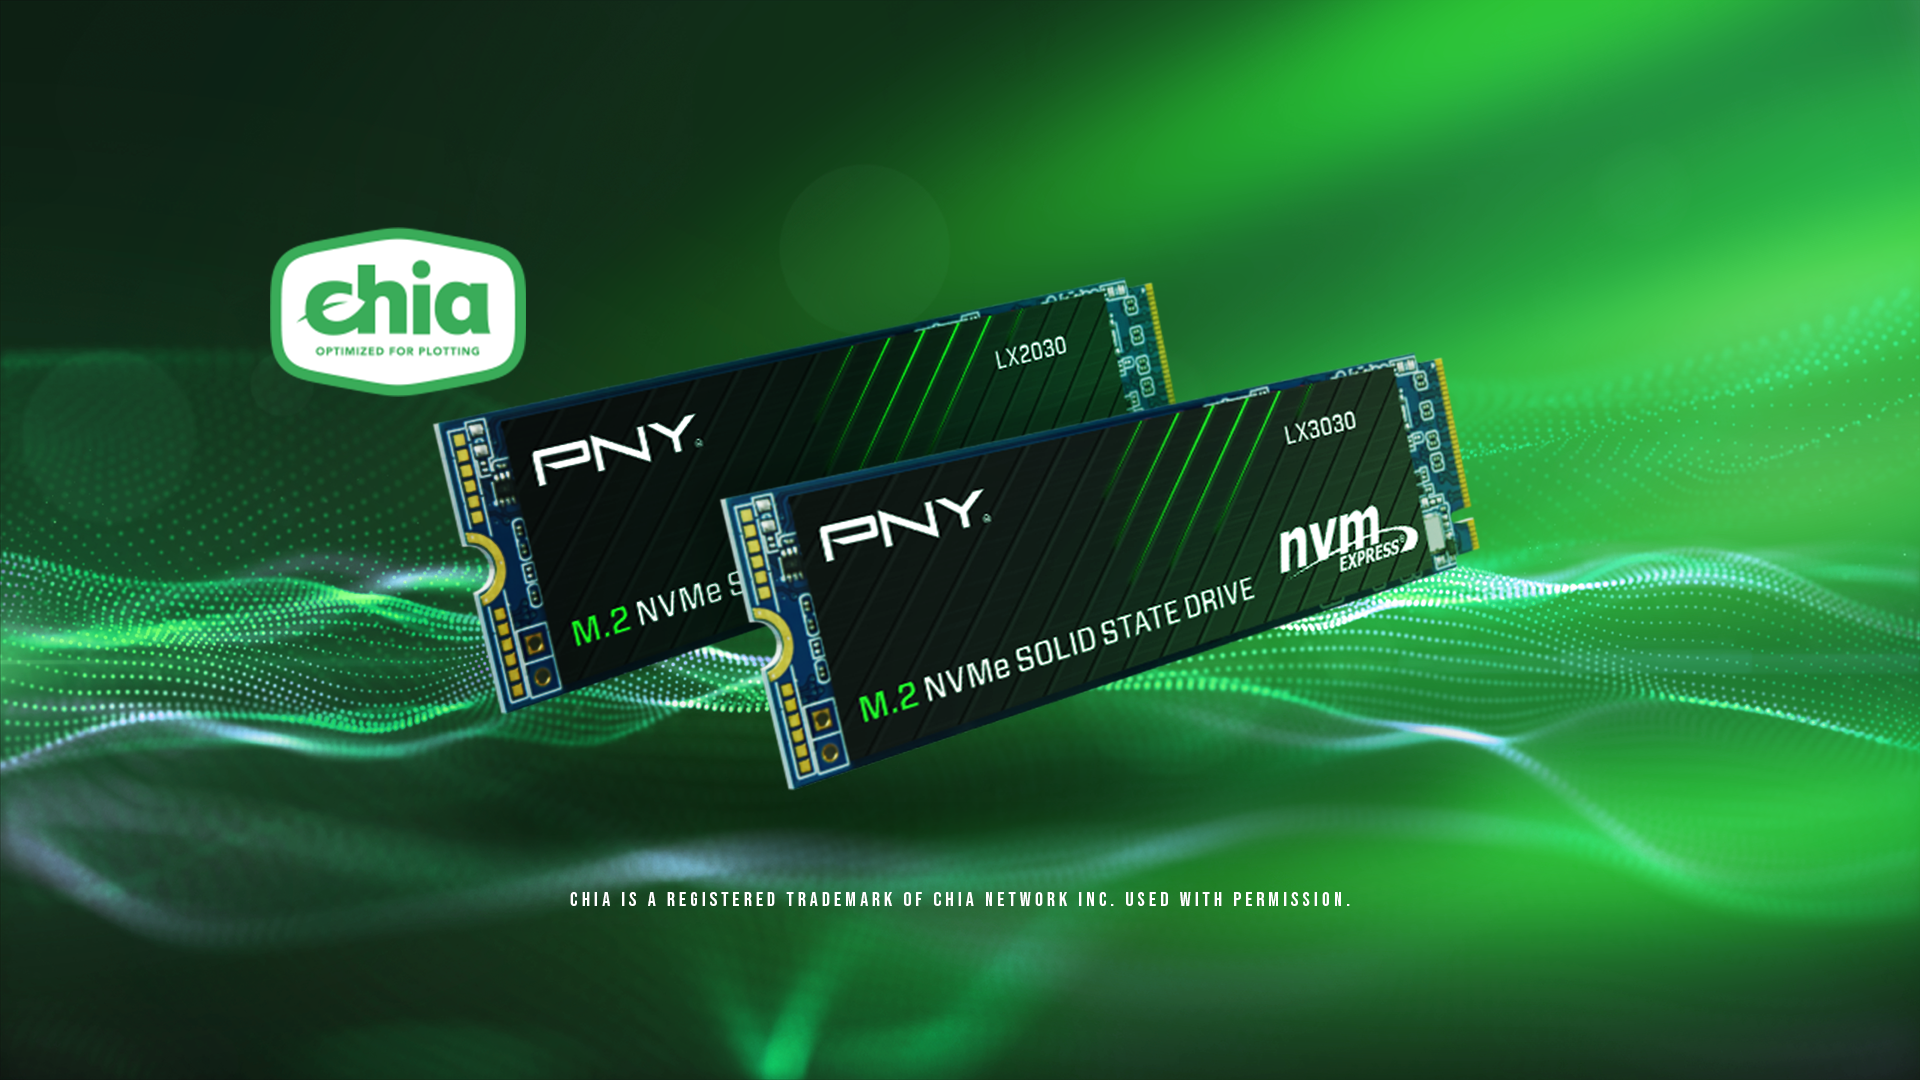 chia
OPTIMIZED FOR PLOTTING
LX2030
PNY
M.2 NVMe S
LX3030
PNY
nvm
EXPRESS®
M.2 NVMe SOLID STATE DRIVE
CHIA IS A REGISTERED TRADEMARK OF CHIA NETWORK INC. USED WITH PERMISSION.